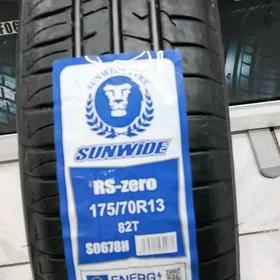 SUNWIDE TYRE
SUNWIDE
RS-zero
175/70R13
82T
S0678H
ENERG